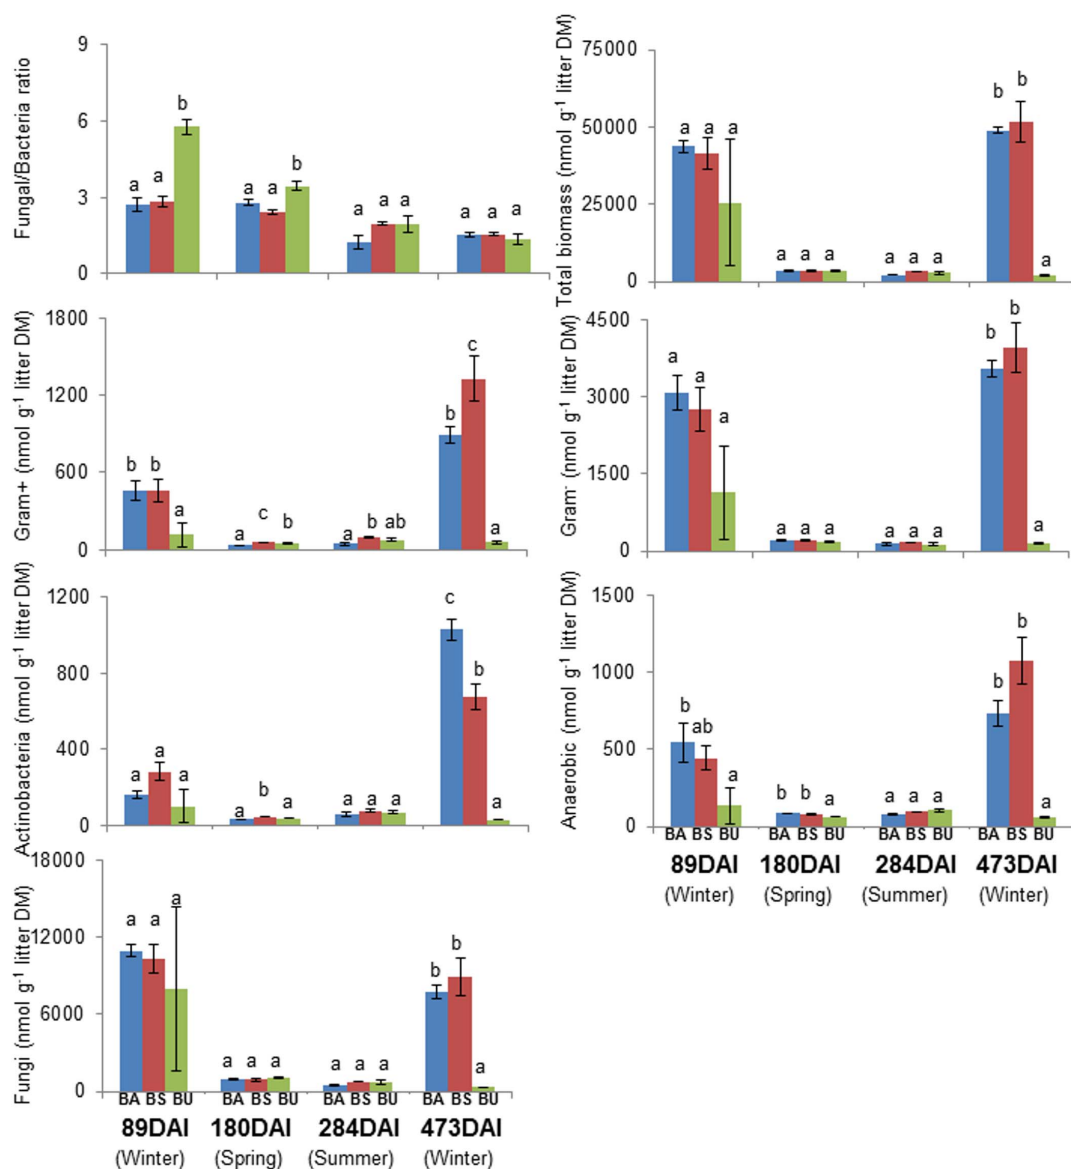 Fungal/Bacteria ratio
9
6
3
0
a a b
a a b
a a a
a a a
Total biomass (nmol g-1 litter DM)
75000
50000
25000
0
a a a
a a a
a a a
b b a
Gram+ (nmol g-1 litter DM)
1800
1200
600
0
b b a
a c b
a b ab
b c a
Gram- (nmol g-1 litter DM)
4500
3000
1500
0
a a a
a a a
a a a
b b a
Actinobacteria (nmol g-1 litter DM)
1200
800
400
0
a a a
a b a
a a a
c b a
Anaerobic (nmol g-1 litter DM)
1500
1000
500
0
b ab a
b b a
a a a
b b a
BA BS BU BA BS BU BA BS BU BA BS BU
89DAI 180DAI 284DAI 473DAI
(Winter) (Spring) (Summer) (Winter)
Fungi (nmol g-1 litter DM)
18000
12000
6000
0
a a a
a a a
a a a
b b a
BA BS BU BA BS BU BA BS BU BA BS BU
89DAI 180DAI 284DAI 473DAI
(Winter) (Spring) (Summer) (Winter)